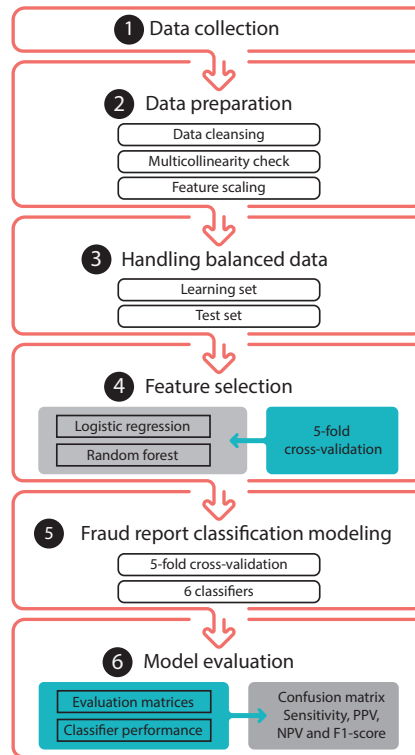 1 Data collection
2 Data preparation
Data cleansing
Multicollinearity check
Feature scaling
3 Handling balanced data
Learning set
Test set
4 Feature selection
Logistic regression
Random forest
5-fold
cross-validation
5 Fraud report classification modeling
5-fold cross-validation
6 classifiers
6 Model evaluation
Evaluation matrices
Classifier performance
Confusion matrix
Sensitivity, PPV,
NPV and F1-score